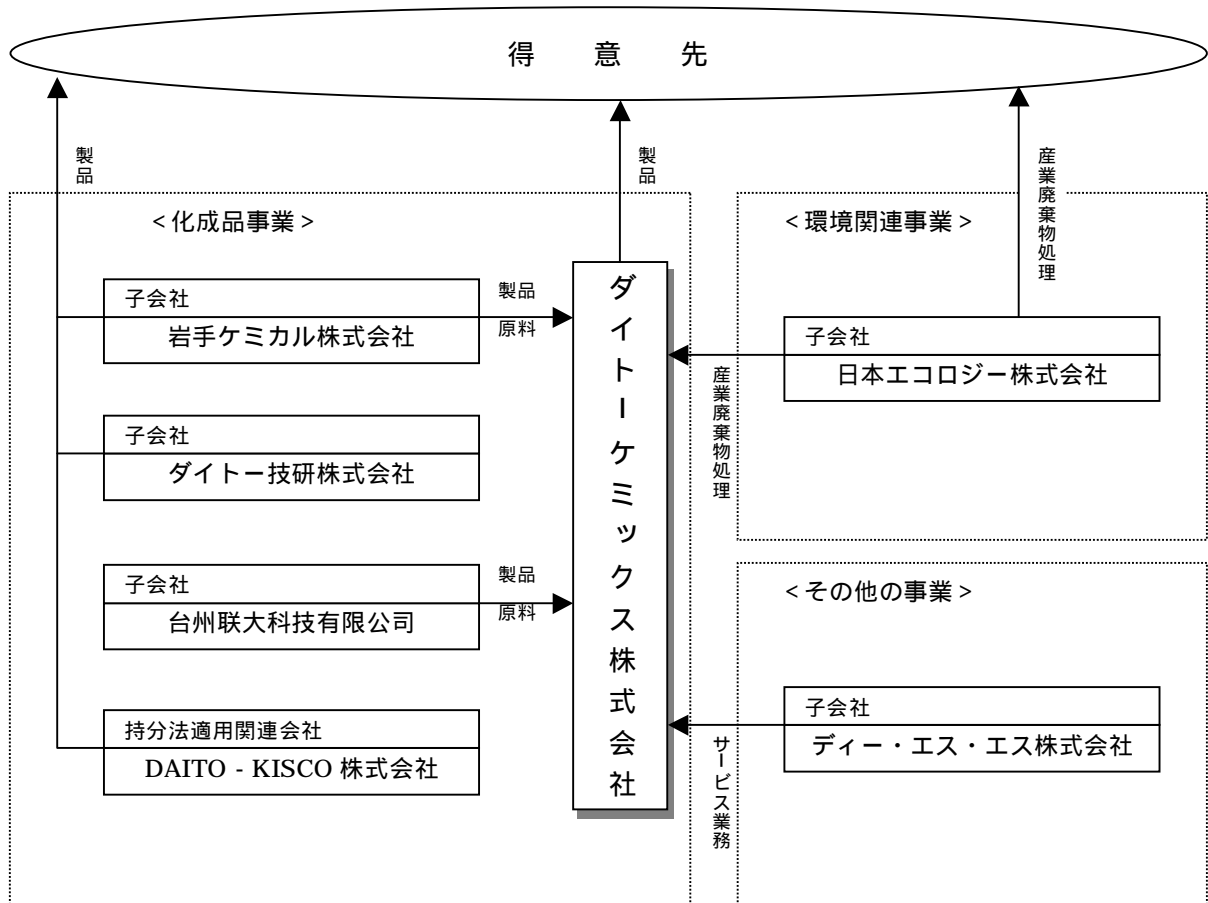 得意先
製品
製品
産業廃棄物処理
<化成品事業>
子会社
岩手ケミカル株式会社
製品
原料
子会社
ダイトー技研株式会社
子会社
台州联大科技有限公司
製品
原料
持分法適用関連会社
DAITO - KISCO 株式会社
ダイトーケミックス株式会社
<環境関連事業>
子会社
日本エコロジー株式会社
産業廃棄物処理
<その他の事業>
子会社
ディー・エス・エス株式会社
サービス業務